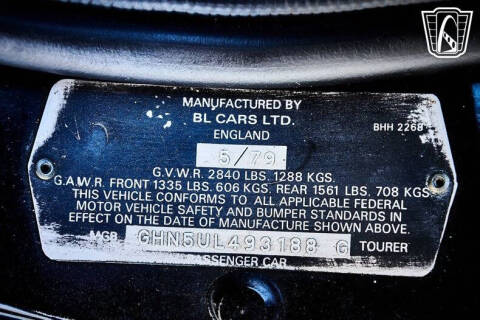 MANUFACTURED BY
BL CARS LTD.
ENGLAND
BHH 2268
5/79
G.V.W.R. 2840 LBS. 1288 KGS.
G.A.W.R. FRONT 1335 LBS. 606 KGS. REAR 1561 LBS. 708 KGS.
THIS VEHICLE CONFORMS TO ALL APPLICABLE FEDERAL
MOTOR VEHICLE SAFETY AND BUMPER STANDARDS IN
EFFECT ON THE DATE OF MANUFACTURE SHOWN ABOVE.
MGB GHN5UL493188 G TOURER
PASSENGER CAR